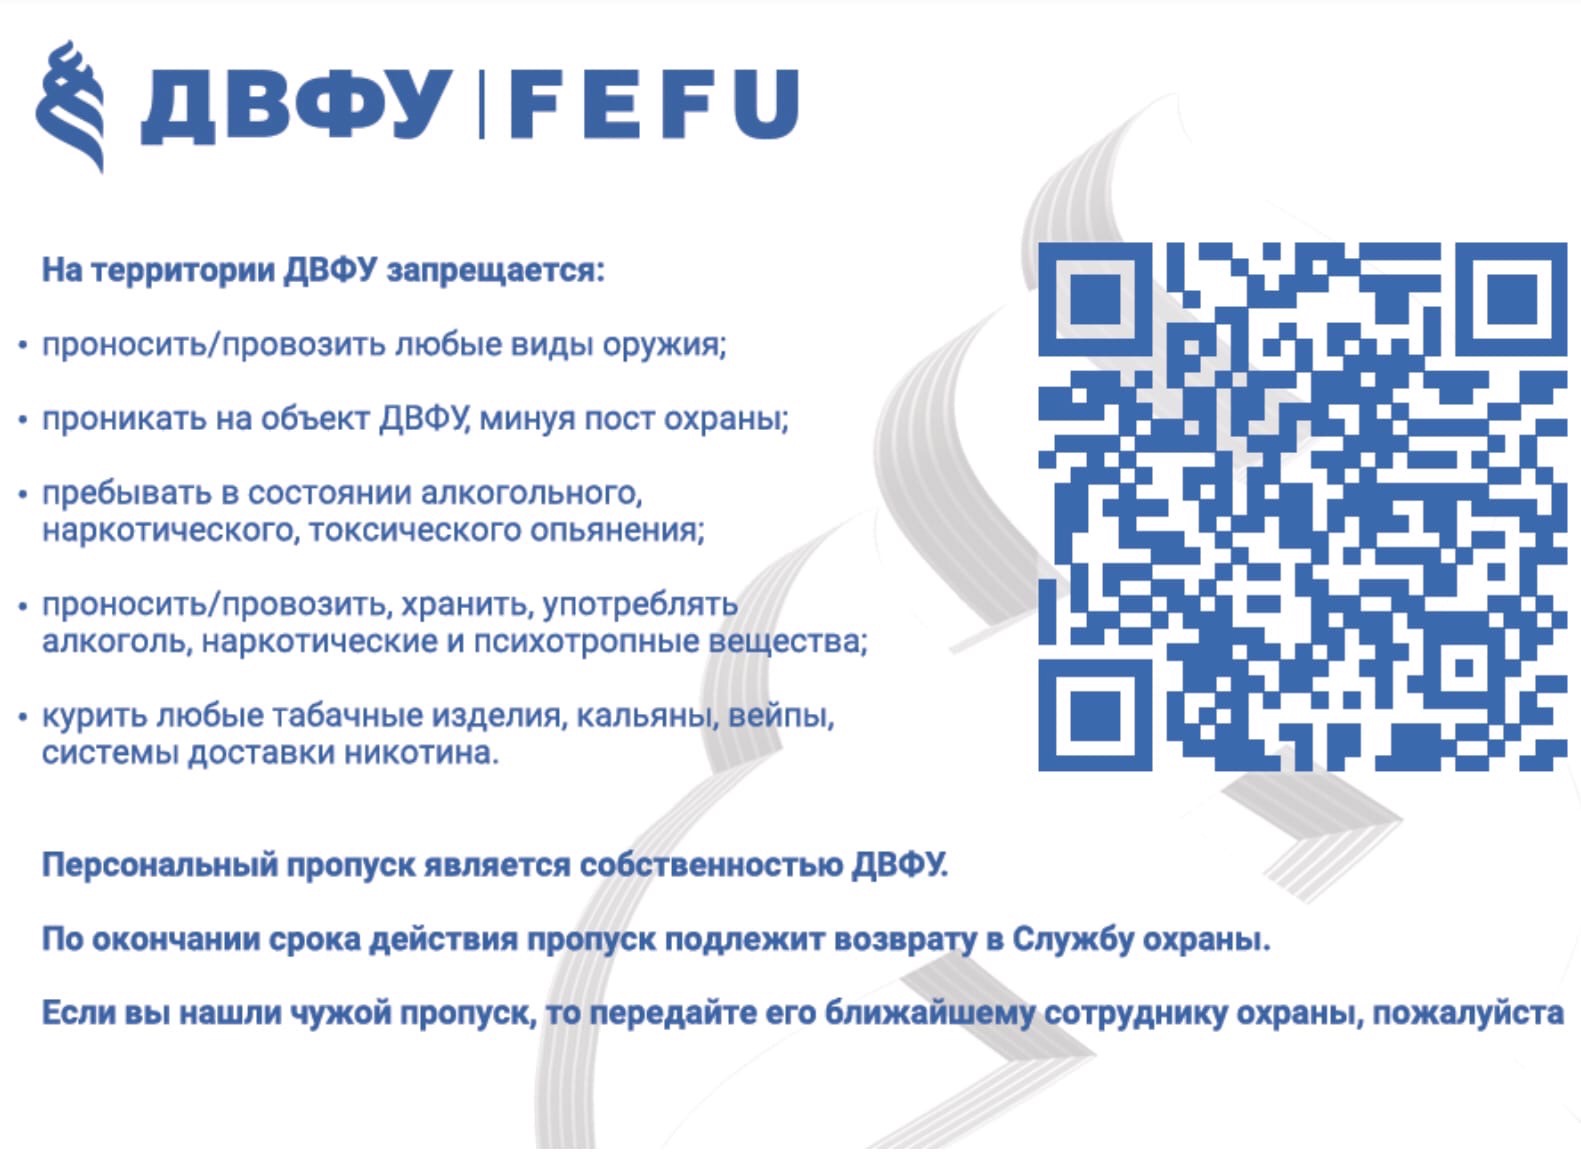 ДВФУ | FEFU
На территории ДВФУ запрещается:
• проносить/провозить любые виды оружия;
• проникать на объект ДВФУ, минуя пост охраны;
• пребывать в состоянии алкогольного,
наркотического, токсического опьянения;
• проносить/провозить, хранить, употреблять
алкоголь, наркотические и психотропные вещества;
• курить любые табачные изделия, кальяны, вейпы,
системы доставки никотина.
Персональный пропуск является собственностью ДВФУ.
По окончании срока действия пропуск подлежит возврату в Службу охраны.
Если вы нашли чужой пропуск, то передайте его ближайшему сотруднику охраны, пожалуйста